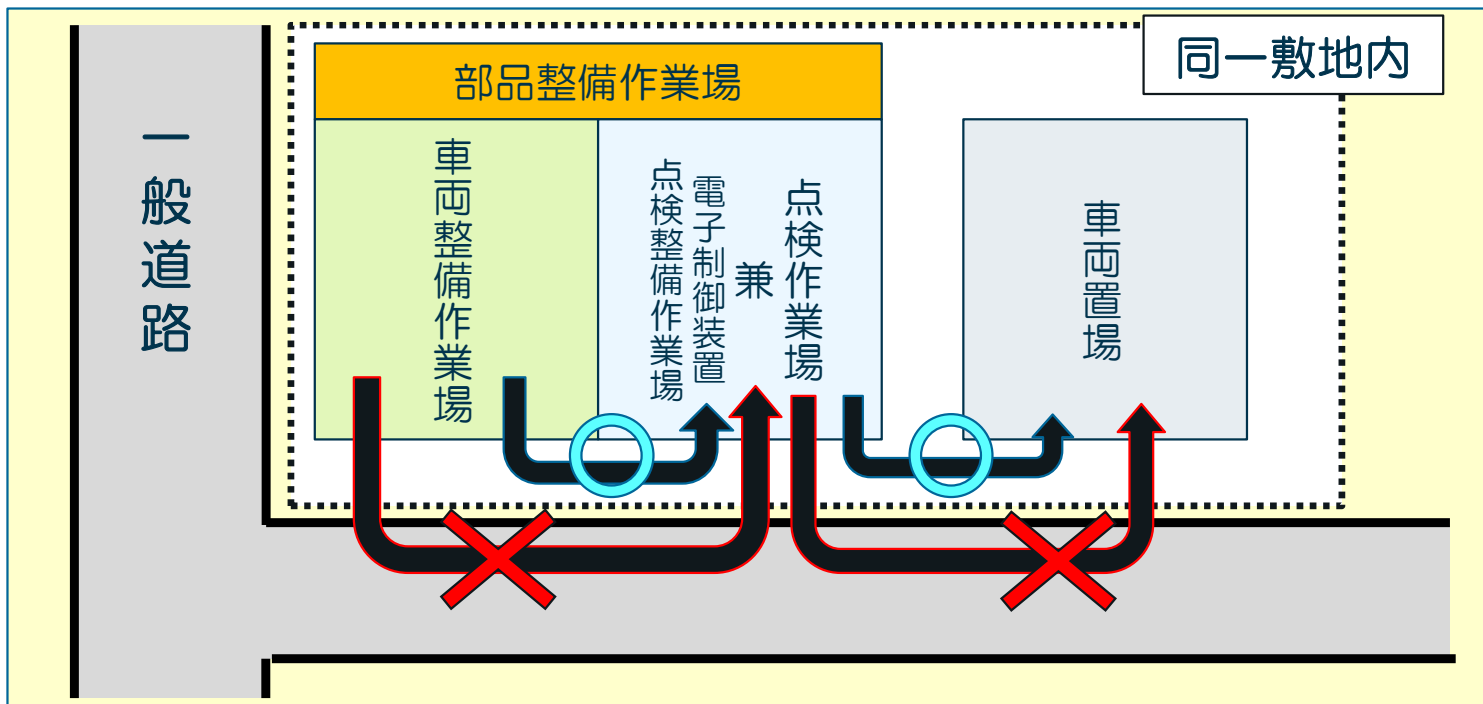 同一敷地内
部品整備作業場
一般道路
車両整備作業場
点検作業場
兼
電子制御装置
点検整備作業場
車両置場